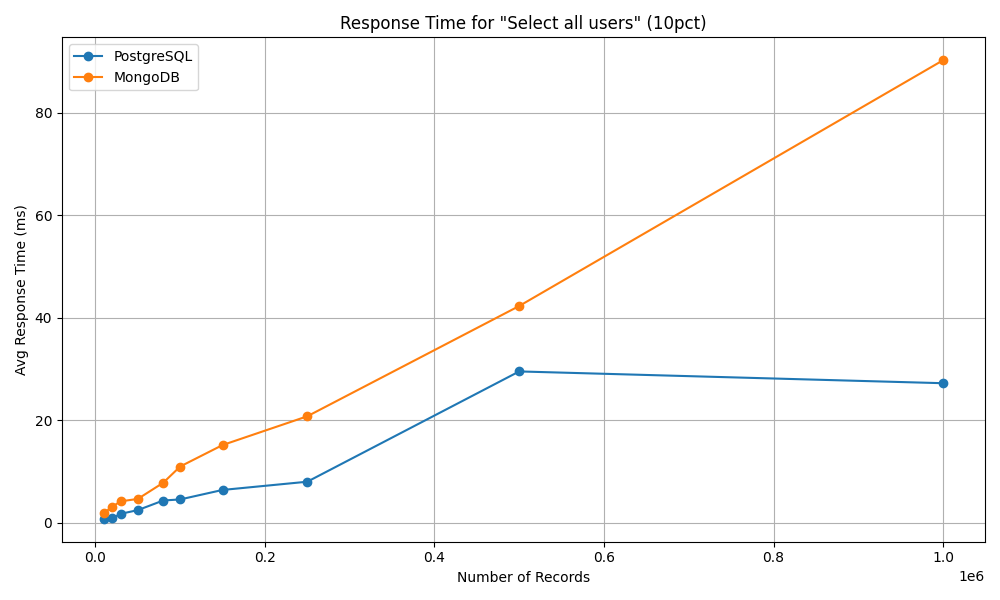 Response Time for "Select all users" (10pct)
PostgreSQL
MongoDB
Avg Response Time (ms)
80
60
40
20
0
0.0 0.2 0.4 0.6 0.8 1.0
1e6
Number of Records